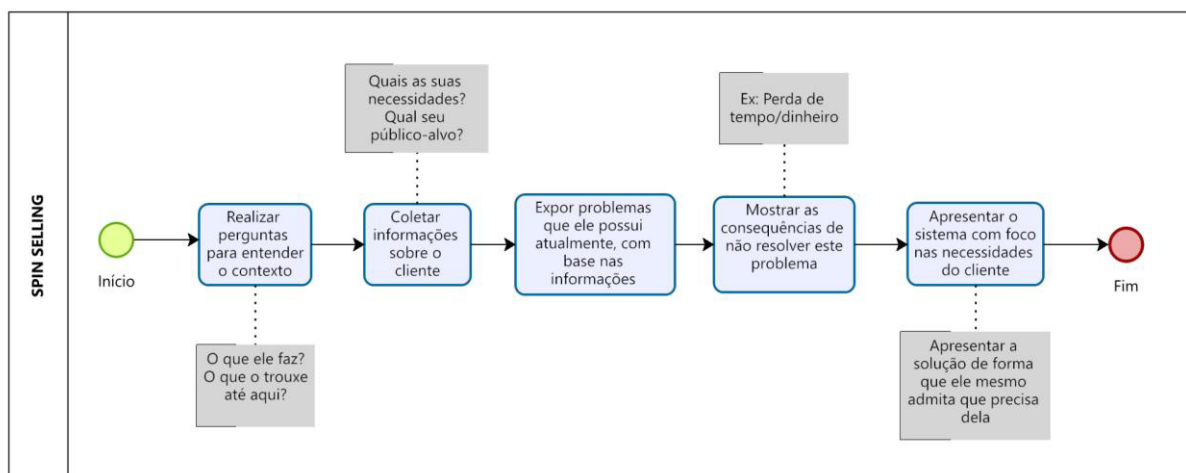 SPIN SELLING
Início
Realizar
perguntas
para entender
o contexto
O que ele faz?
O que o trouxe
até aqui?
Quais as suas
necessidades?
Qual seu
público-alvo?
Coletar
informações
sobre o
cliente
Expor problemas
que ele possui
atualmente, com
base nas
informações
Ex: Perda de
tempo/dinheiro
Mostrar as
consequências de
não resolver este
problema
Apresentar o
sistema com foco
nas necessidades
do cliente
Apresentar a
solução de forma
que ele mesmo
admita que precisa
dela
Fim